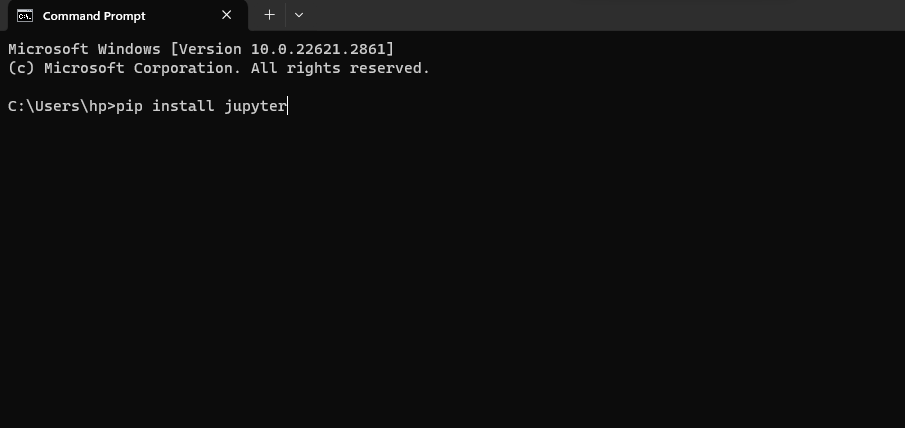 Command Prompt
Microsoft Windows [Version 10.0.22621.2861]
(c) Microsoft Corporation. All rights reserved.
C:\Users\hp>pip install jupyter